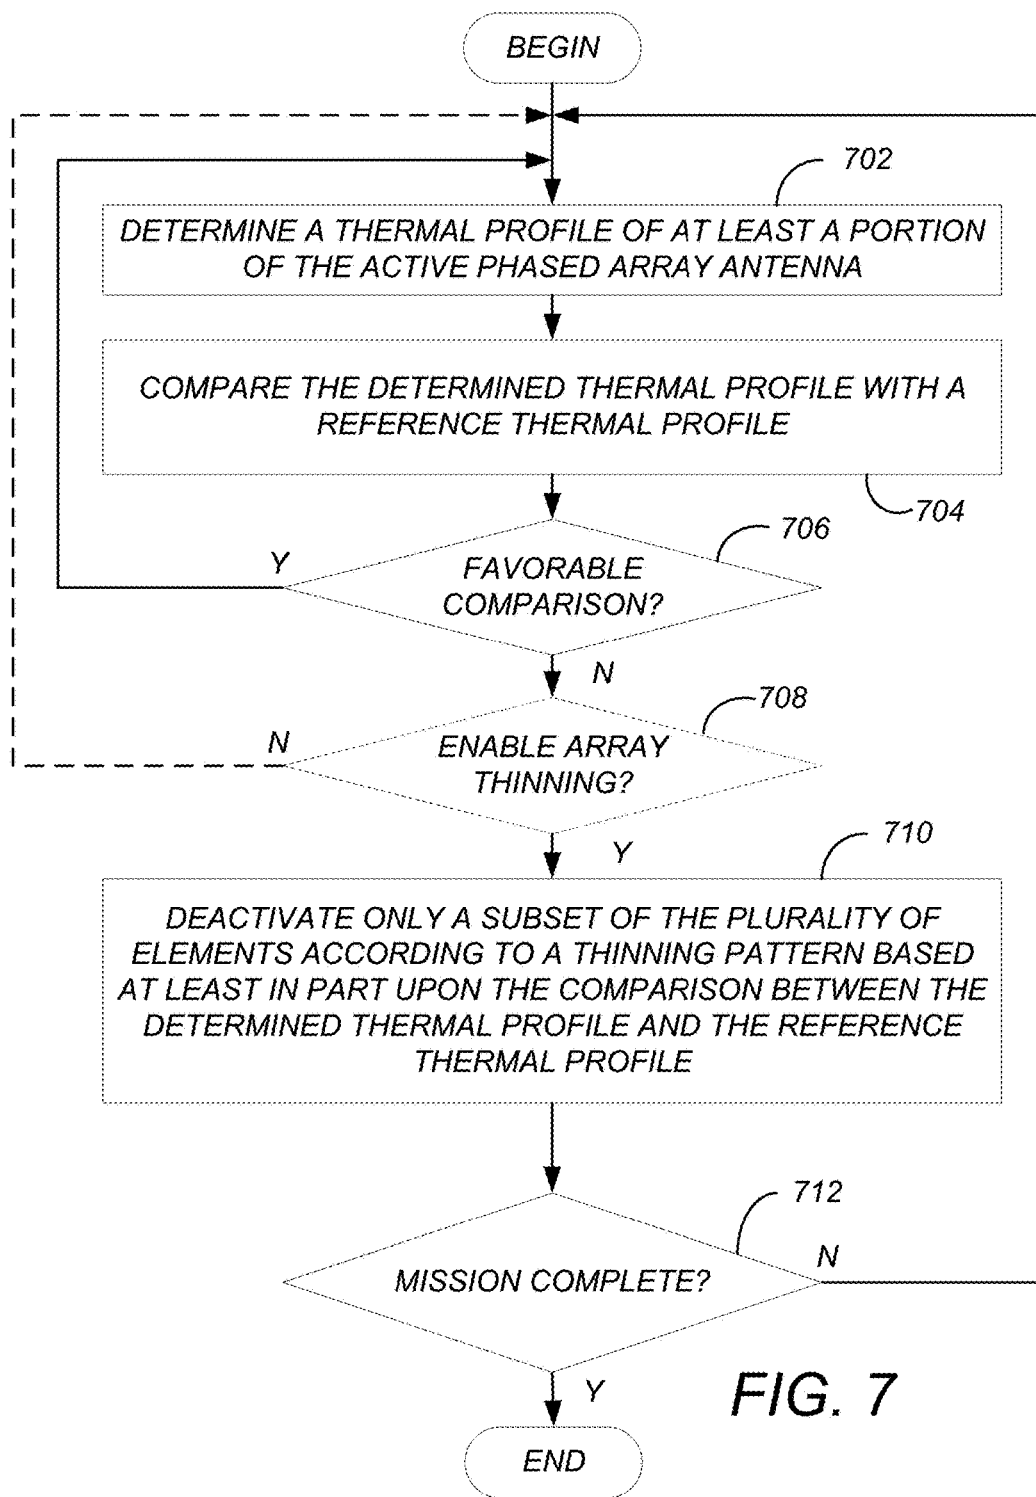 BEGIN
702
DETERMINE A THERMAL PROFILE OF AT LEAST A PORTION
OF THE ACTIVE PHASED ARRAY ANTENNA
COMPARE THE DETERMINED THERMAL PROFILE WITH A
REFERENCE THERMAL PROFILE
704
706
Y
FAVORABLE
COMPARISON?
N
708
N
ENABLE ARRAY
THINNING?
Y
710
DEACTIVATE ONLY A SUBSET OF THE PLURALITY OF
ELEMENTS ACCORDING TO A THINNING PATTERN BASED
AT LEAST IN PART UPON THE COMPARISON BETWEEN THE
DETERMINED THERMAL PROFILE AND THE REFERENCE
THERMAL PROFILE
712
N
MISSION COMPLETE?
Y
FIG. 7
END